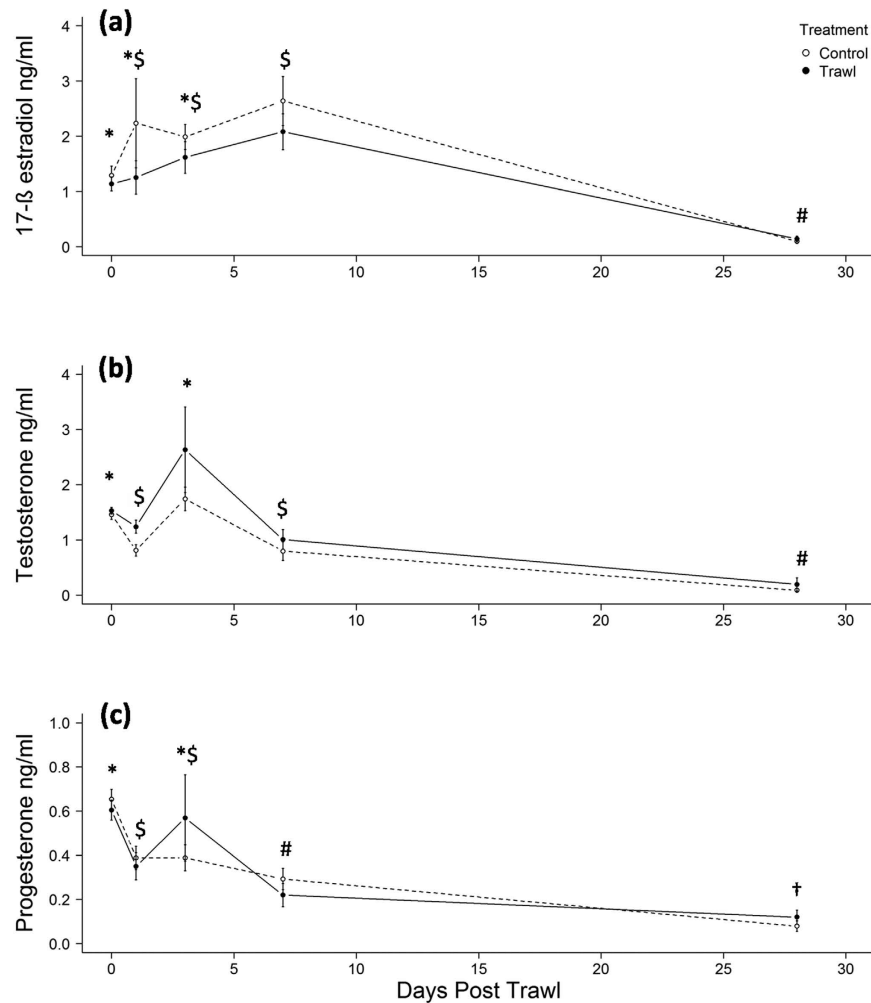 (a)
17-ß estradiol ng/ml
4
3
2
1
0
*
*$
*$
$
#
Treatment
Control
Trawl
0 5 10 15 20 25 30
(b)
Testosterone ng/ml
4
3
2
1
0
*
$
*
$
#
0 5 10 15 20 25 30
(c)
Progesterone ng/ml
1.0
0.8
0.6
0.4
0.2
0.0
*
$
*$
#
†
0 5 10 15 20 25 30
Days Post Trawl